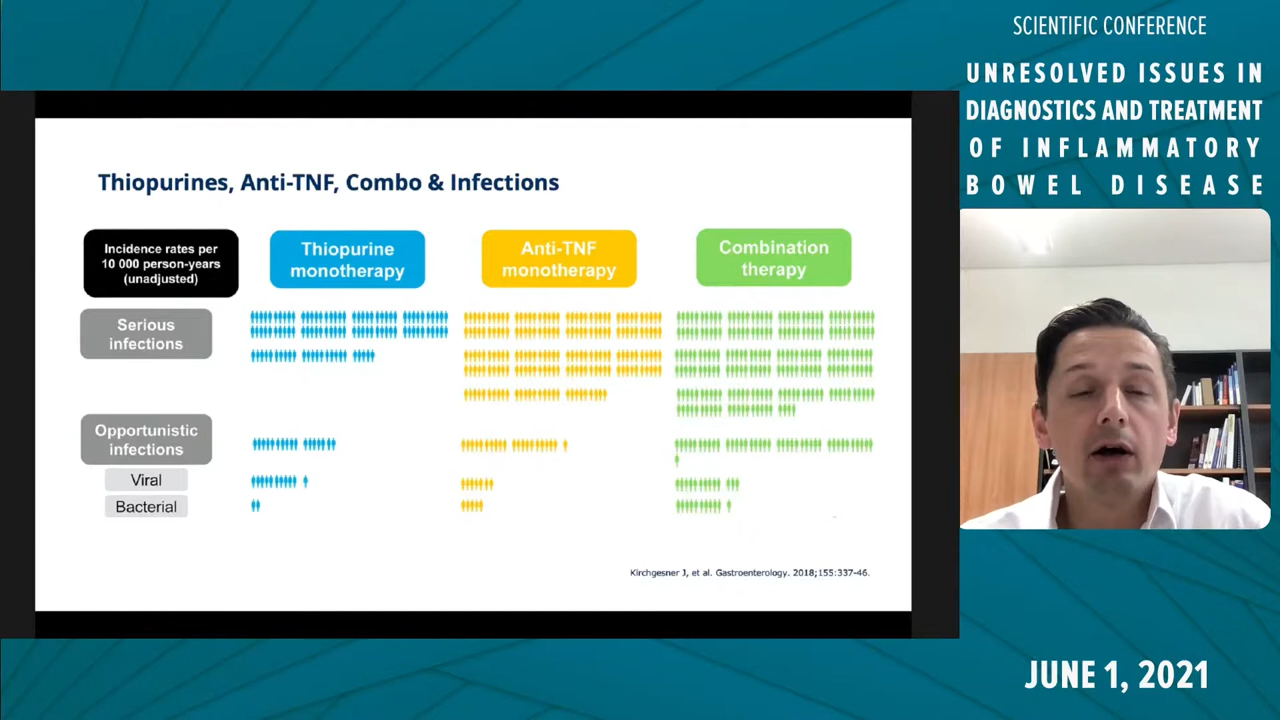 SCIENTIFIC CONFERENCE
UNRESOLVED ISSUES IN
DIAGNOSTICS AND TREATMENT
OF INFLAMMATORY
BOWEL DISEASE
Thiopurines, Anti-TNF, Combo & Infections
Incidence rates per
10 000 person-years
(unadjusted)
Thiopurine
monotherapy
Anti-TNF
monotherapy
Combination
therapy
Serious
infections
Opportunistic
infections
Viral
Bacterial
Kirchgesner J, et al. Gastroenterology. 2018;155:337-46.
JUNE 1, 2021